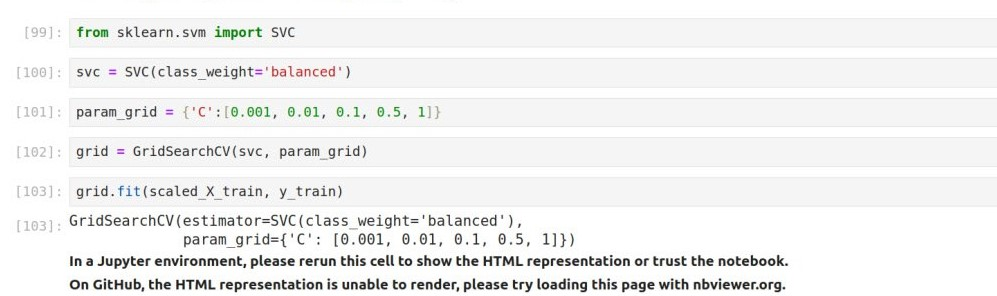 [99]: from sklearn.svm import SVC
[100]: svc = SVC(class_weight='balanced')
[101]: param_grid = {'C':[0.001, 0.01, 0.1, 0.5, 1]}
[102]: grid = GridSearchCV(svc, param_grid)
[103]: grid.fit(scaled_X_train, y_train)
[103]: GridSearchCV(estimator=SVC(class_weight='balanced'),
param_grid={'C': [0.001, 0.01, 0.1, 0.5, 1]})
In a Jupyter environment, please rerun this cell to show the HTML representation or trust the notebook.
On GitHub, the HTML representation is unable to render, please try loading this page with nbviewer.org.